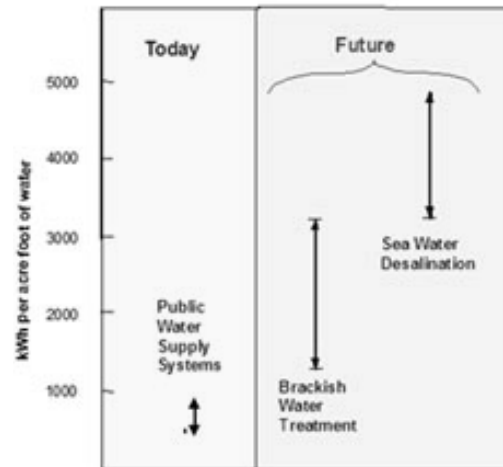 Today
Future
5000
4000
3000
2000
1000
kWh per acre foot of water
Public
Water
Supply
Systems
Brackish
Water
Treatment
Sea Water
Desalination